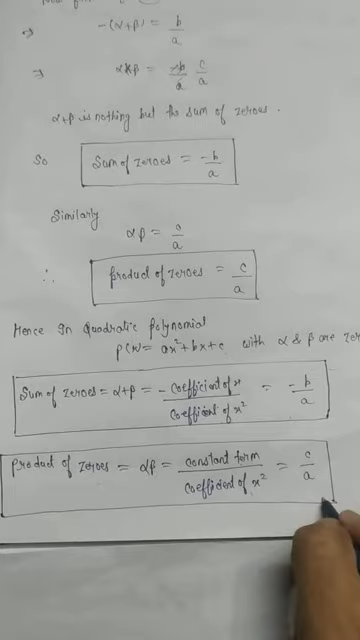 ⇒ -(α+β) = b/a
⇒ αβ = c/a
α+β is nothing but the sum of zeroes.
So Sum of zeroes = -b/a
Similarly
αβ = c/a
∴ product of zeroes = c/a
Hence In Quadratic polynomial
P(x) = ax²+bx+c with α & β are zer
Sum of zeroes = α+β = -coefficient of x / coefficient of x² = -b/a
Product of zeroes = αβ = constant term / coefficient of x² = c/a